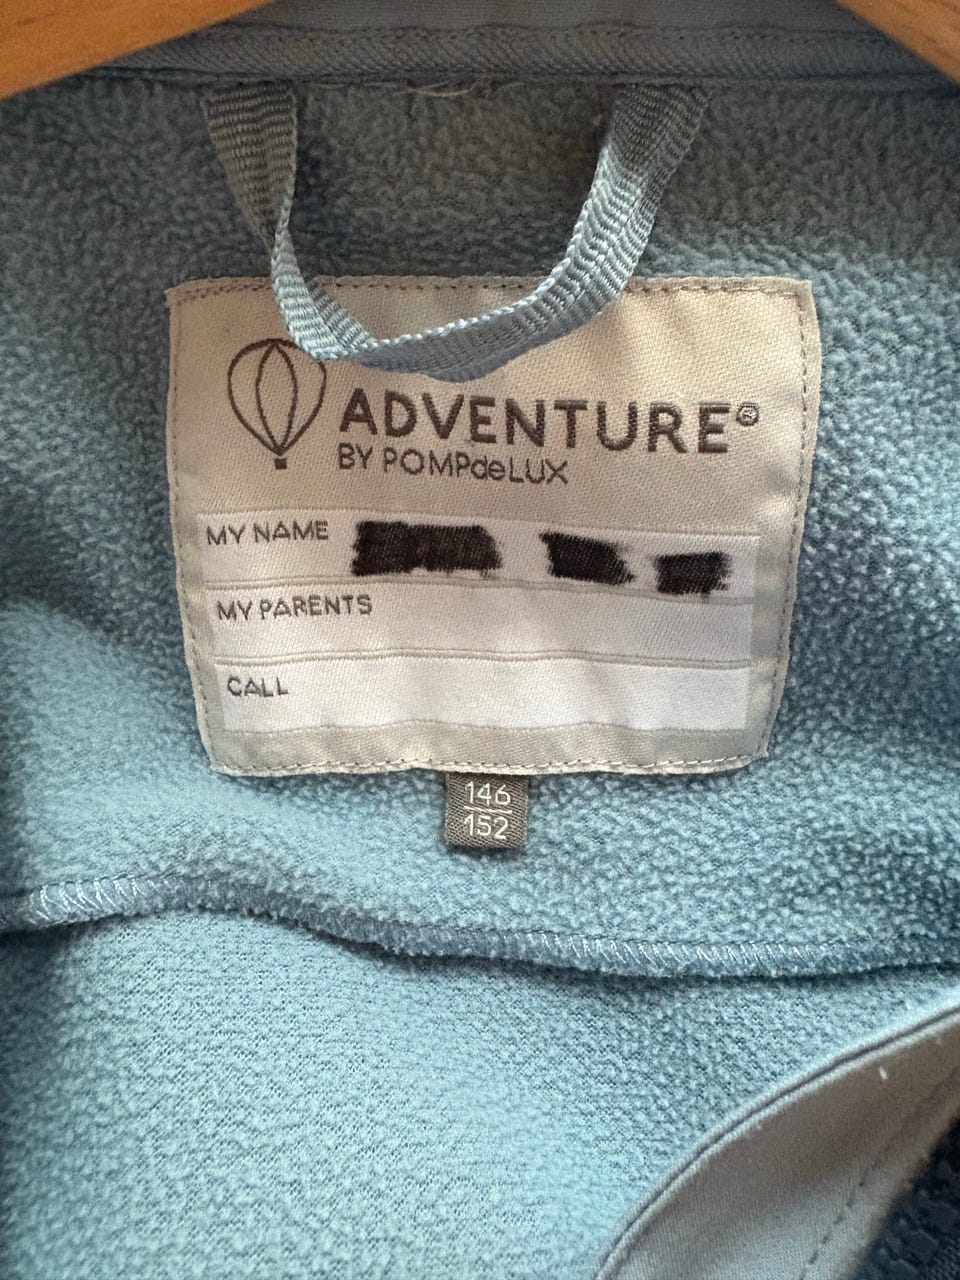 ADVENTURE®
BY POMPdeLUX
MY NAME
MY PARENTS
CALL
146
152